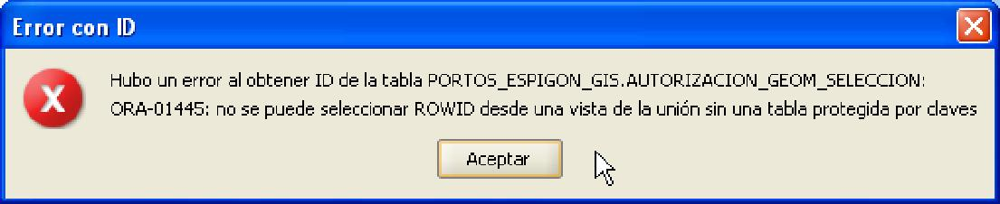 Error con ID
Hubo un error al obtener ID de la tabla PORTOS_ESPIGON_GIS.AUTORIZACION_GEOM_SELECCION:
ORA-01445: no se puede seleccionar ROWID desde una vista de la unión sin una tabla protegida por claves
Aceptar